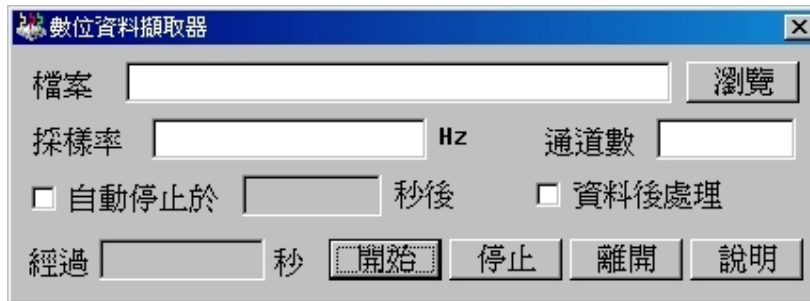 數位資料擷取器
檔案 瀏覽
採樣率 Hz 通道數
自動停止於 秒後 資料後處理
經過 秒 開始 停止 離開 說明